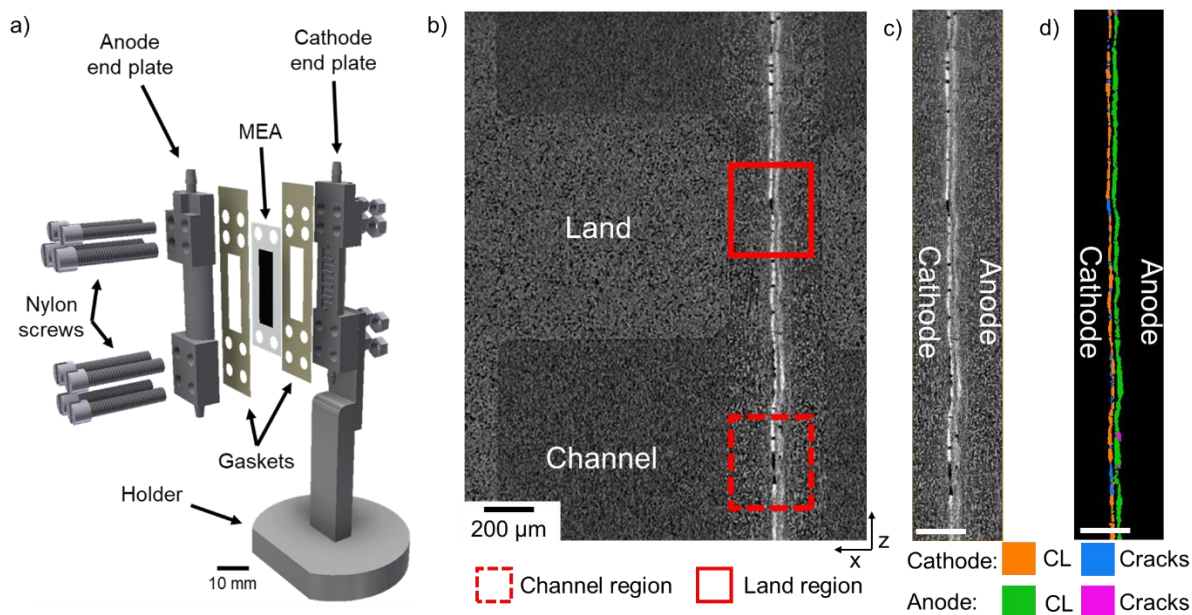 a)
Anode
end plate
Cathode
end plate
MEA
Nylon
screws
Gaskets
Holder
10 mm
b)
Land
Channel
200 µm
z
x
Channel region
Land region
c)
Cathode
Anode
d)
Cathode
Anode
Cathode: CL Cracks
Anode: CL Cracks